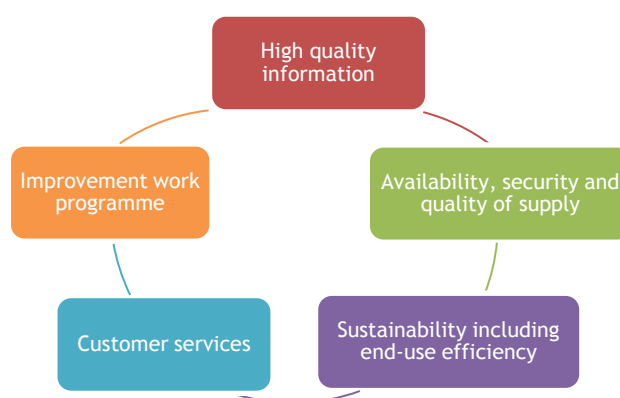 High quality
information
Improvement work
programme
Availability, security and
quality of supply
Customer services
Sustainability including
end-use efficiency